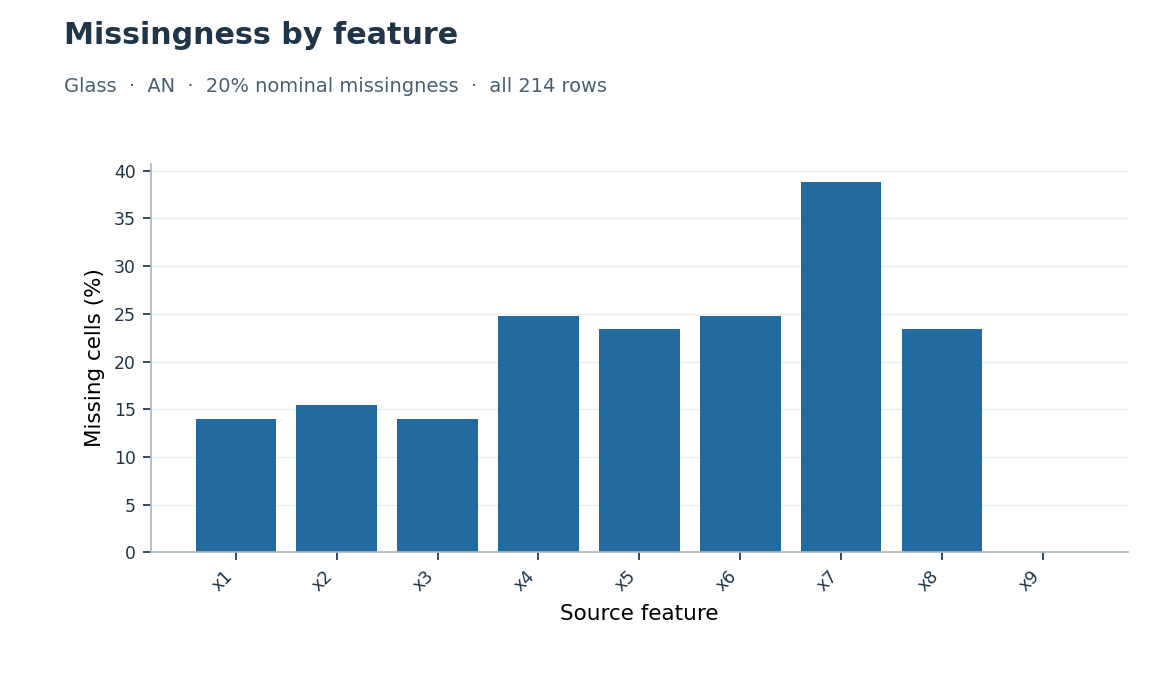 Missingness by feature
Glass · AN · 20% nominal missingness · all 214 rows
Missing cells (%)
40
35
30
25
20
15
10
5
0
x1 x2 x3 x4 x5 x6 x7 x8 x9
Source feature